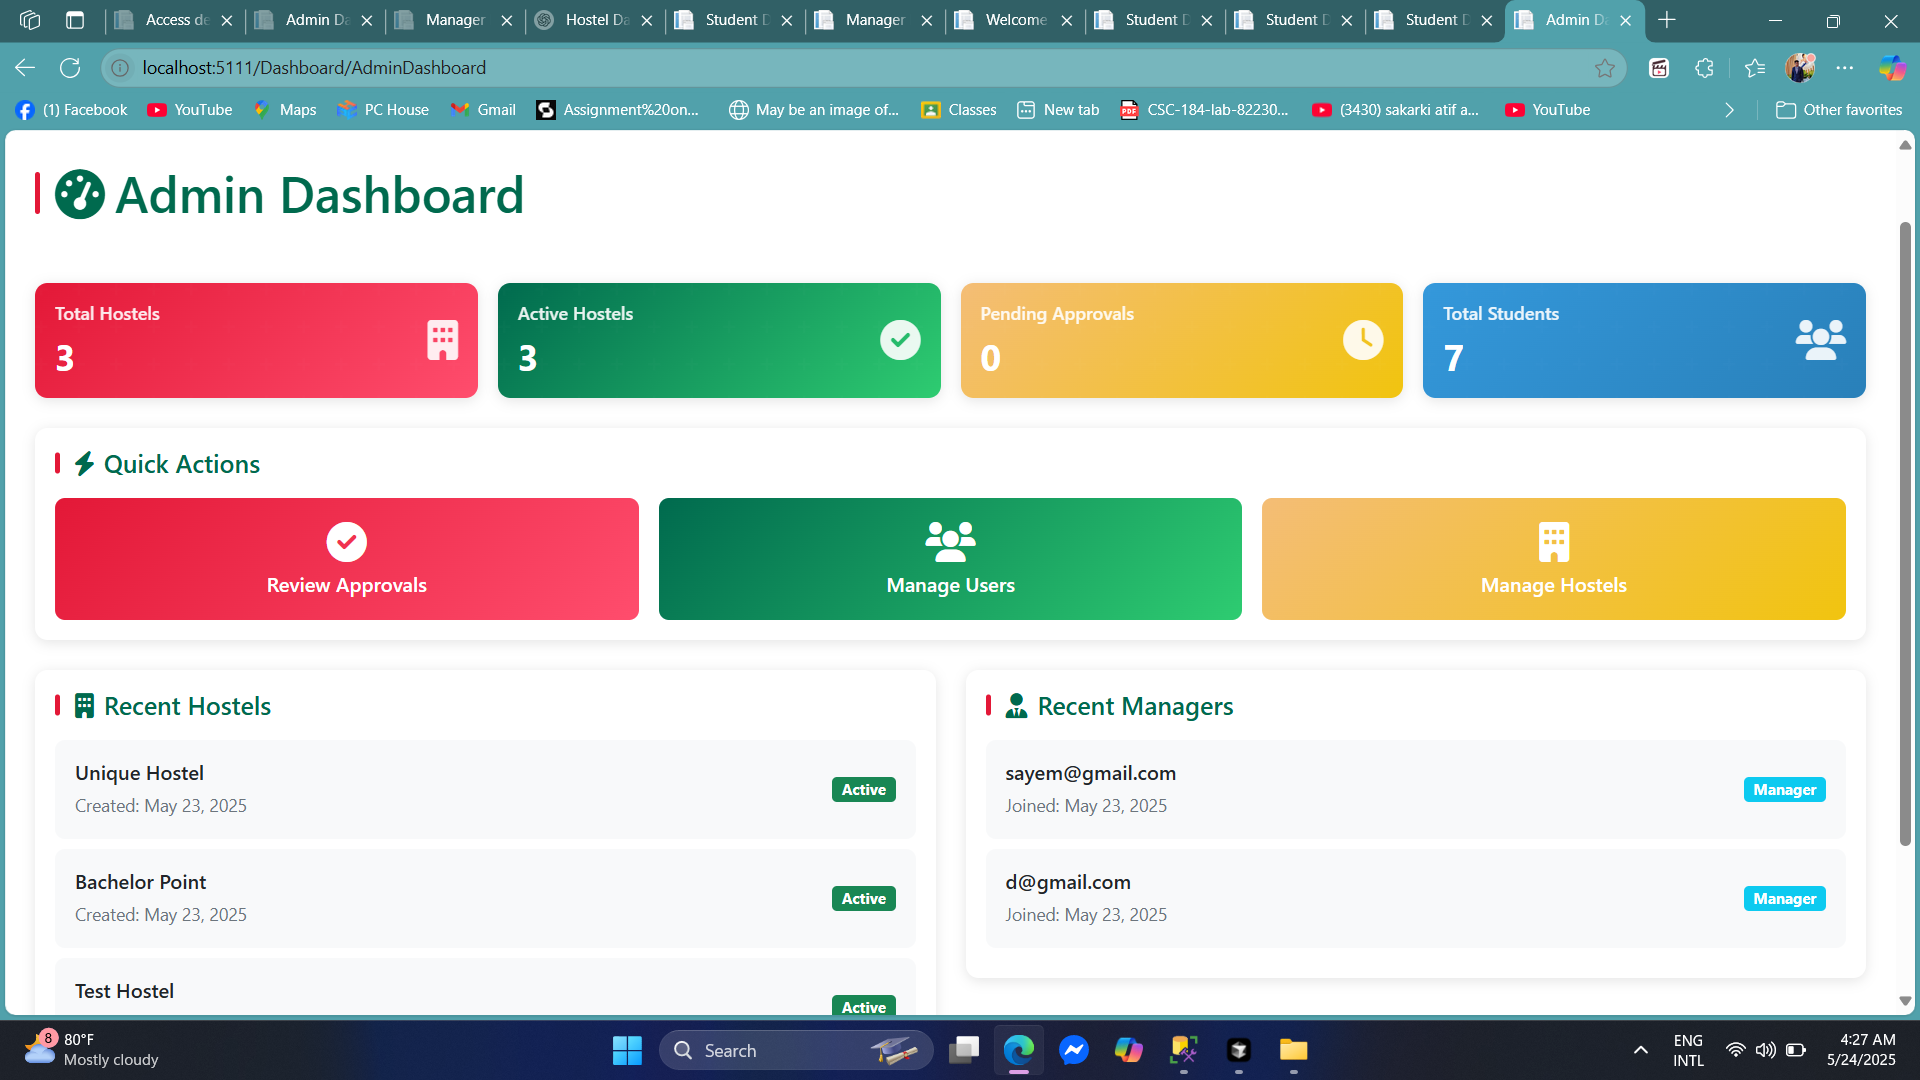 Access de
Admin Da
Manager
Hostel Da
Student D
Manager
Welcome
Student D
Student D
Student D
Admin Da
localhost:5111/Dashboard/AdminDashboard
(1) Facebook
YouTube
Maps
PC House
Gmail
Assignment%20on...
May be an image of...
Classes
New tab
CSC-184-lab-82230...
(3430) sakarki atif a...
YouTube
Other favorites
Admin Dashboard
Total Hostels
3
Active Hostels
3
Pending Approvals
0
Total Students
7
Quick Actions
Review Approvals
Manage Users
Manage Hostels
Recent Hostels
Unique Hostel
Created: May 23, 2025
Active
Bachelor Point
Created: May 23, 2025
Active
Test Hostel
Active
Recent Managers
sayem@gmail.com
Joined: May 23, 2025
Manager
d@gmail.com
Joined: May 23, 2025
Manager
8
80°F
Mostly cloudy
Search
ENG
INTL
4:27 AM
5/24/2025